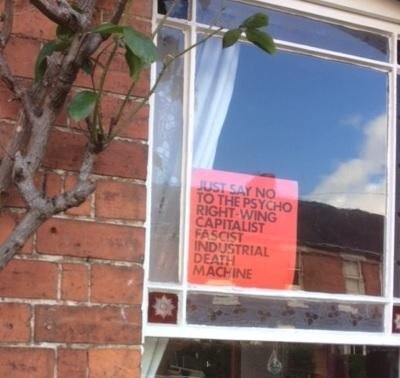 JUST SAY NO
TO THE PSYCHO
RIGHT-WING
CAPITALIST
FASCIST
INDUSTRIAL
DEATH
MACHINE